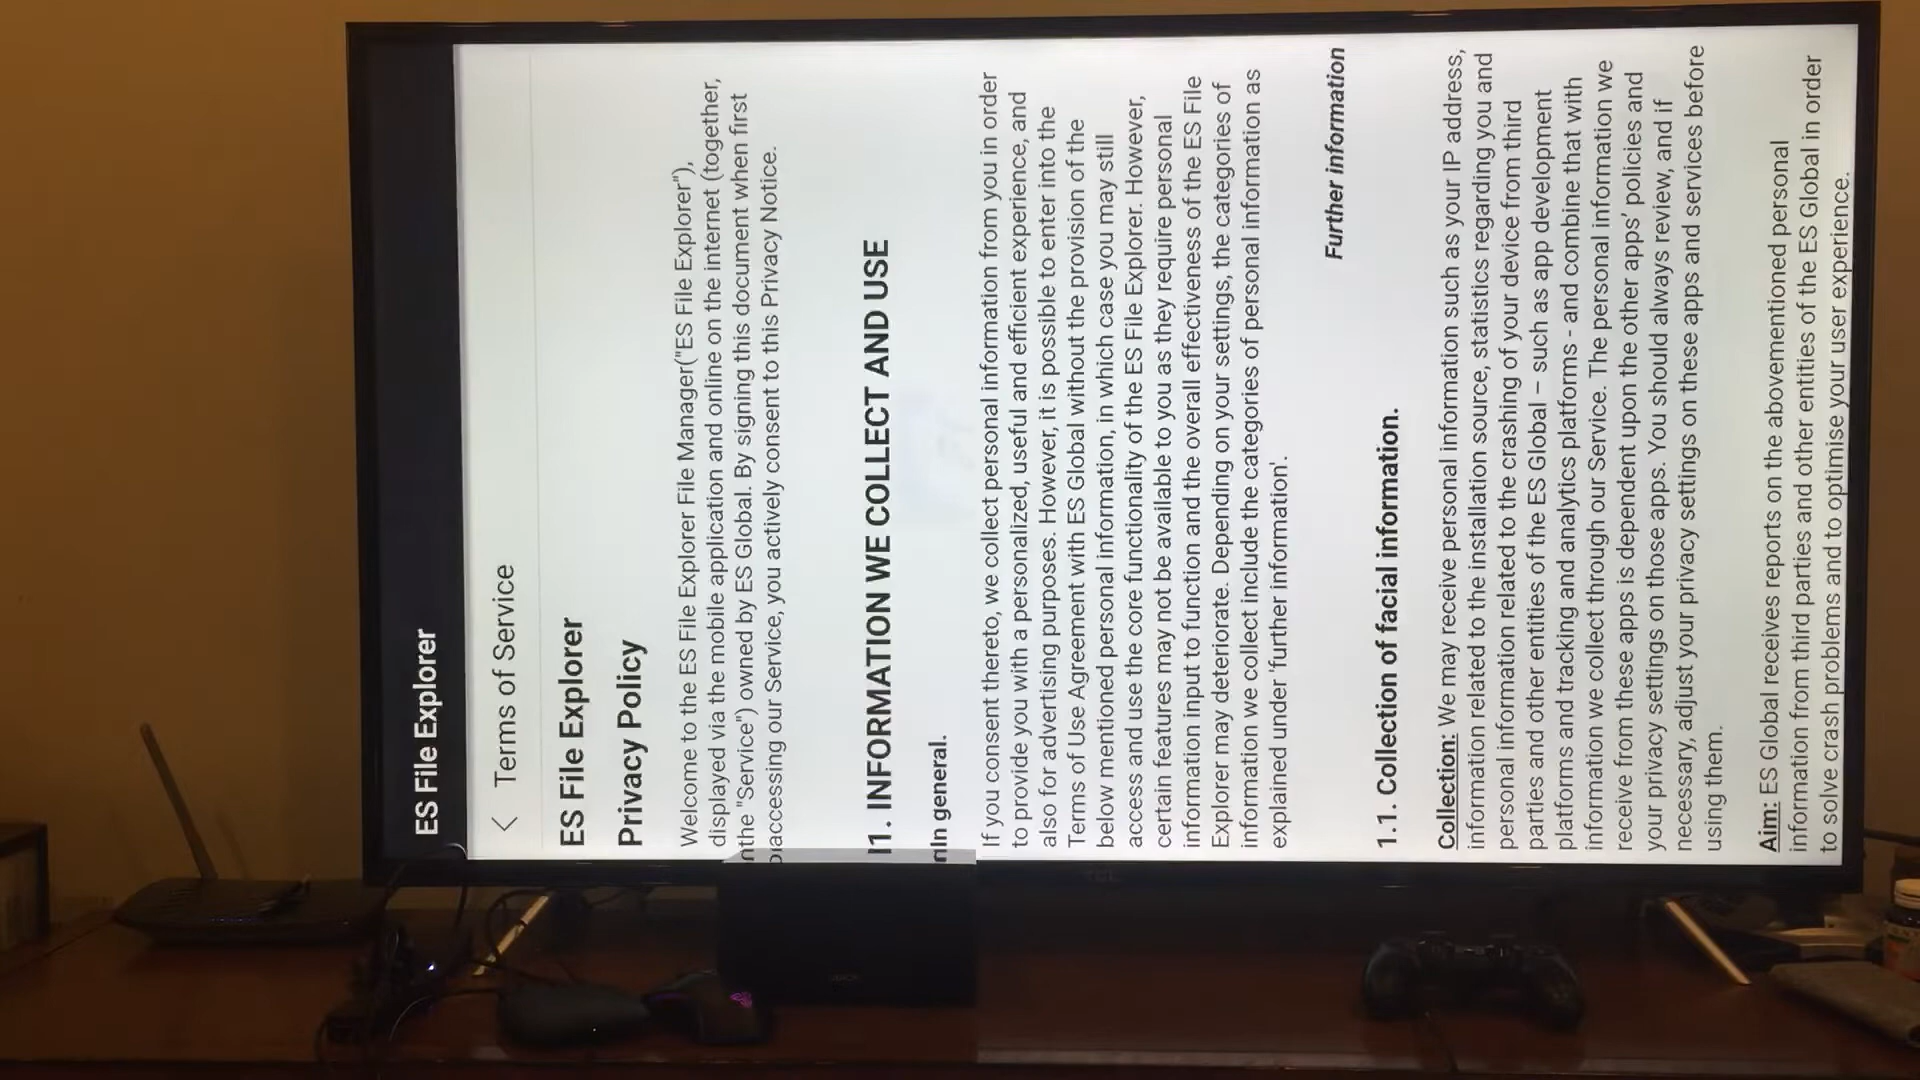 ES File Explorer
Terms of Service
ES File Explorer
Privacy Policy
Welcome to the ES File Explorer File Manager("ES File Explorer"),
displayed via the mobile application and online on the internet (together,
the "Service") owned by ES Global. By signing this document when first
accessing our Service, you actively consent to this Privacy Notice.
1. INFORMATION WE COLLECT AND USE
In general.
If you consent thereto, we collect personal information from you in order
to provide you with a personalized, useful and efficient experience, and
also for advertising purposes. However, it is possible to enter into the
Terms of Use Agreement with ES Global without the provision of the
below mentioned personal information, in which case you may still
access and use the core functionality of the ES File Explorer. However,
certain features may not be available to you as they require personal
information input to function and the overall effectiveness of the ES File
Explorer may deteriorate. Depending on your settings, the categories of
information we collect include the categories of personal information as
explained under 'further information'.
Further information
1.1. Collection of facial information.
Collection: We may receive personal information such as your IP address,
information related to the installation source, statistics regarding you and
personal information related to the crashing of your device from third
parties and other entities of the ES Global – such as app development
platforms and tracking and analytics platforms - and combine that with
information we collect through our Service. The personal information we
receive from these apps is dependent upon the other apps' policies and
your privacy settings on those apps. You should always review, and if
necessary, adjust your privacy settings on these apps and services before
using them.
Aim: ES Global receives reports on the abovementioned personal
information from third parties and other entities of the ES Global in order
to solve crash problems and to optimise your user experience.
TCL